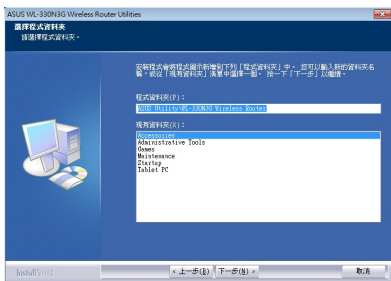 ASUS WL-330N3G Wireless Router Utilities
選擇程式資料夾
請選擇程式資料夾。
安裝程式會將程式圖示新增到下列「程式資料夾」中。 您可以輸入新的資料夾名
稱，或從「現有資料夾」清單中選擇一個。 按一下「下一步」以繼續。
程式資料夾(P)：
ASUS Utility\WL-330N3G Wireless Router
現有資料夾(X)：
Accessories
Administrative Tools
Games
Maintenance
Startup
Tablet PC
InstallShield
< 上一步(B)
下一步(N) >
取消